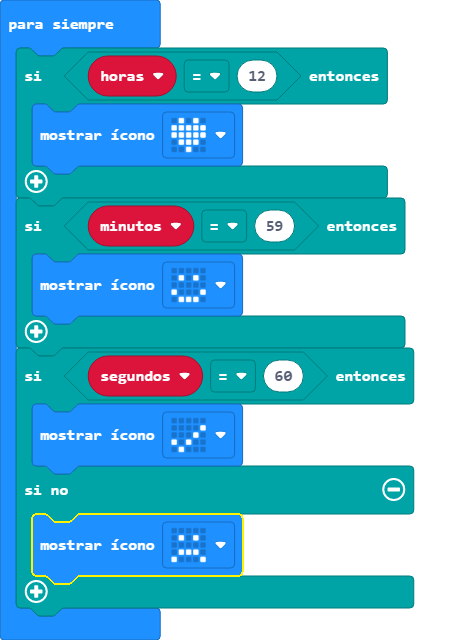 para siempre
si horas = 12 entonces
mostrar ícono
si minutos = 59 entonces
mostrar ícono
si segundos = 60 entonces
mostrar ícono
si no
mostrar ícono